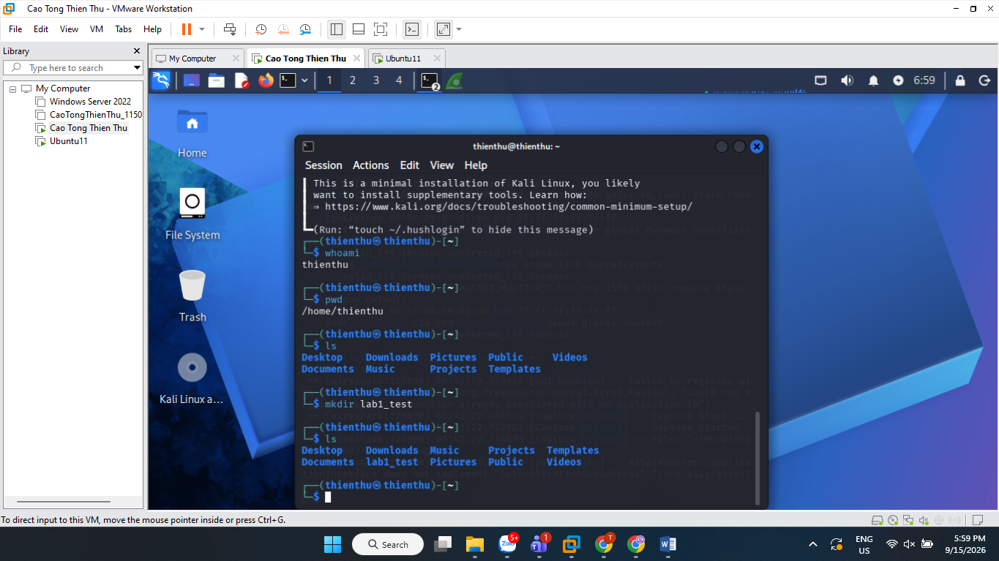 Cao Tong Thien Thu - VMware Workstation
File Edit View VM Tabs Help
Library
Type here to search
My Computer
Windows Server 2022
CaoTongThienThu_1150
Cao Tong Thien Thu
Ubuntu11
My Computer Cao Tong Thien Thu Ubuntu11
1 2 3 4 2 6:59
Home
File System
Trash
Kali Linux a...
thienthu@thienthu: ~
Session Actions Edit View Help
This is a minimal installation of Kali Linux, you likely
want to install supplementary tools. Learn how:
⇒ https://www.kali.org/docs/troubleshooting/common-minimum-setup/
(Run: “touch ~/.hushlogin” to hide this message)
┌──(thienthu㉿thienthu)-[~]
└─$ whoami
thienthu
┌──(thienthu㉿thienthu)-[~]
└─$ pwd
/home/thienthu
┌──(thienthu㉿thienthu)-[~]
└─$ ls
Desktop Downloads Pictures Public Videos
Documents Music Projects Templates
┌──(thienthu㉿thienthu)-[~]
└─$ mkdir lab1_test
┌──(thienthu㉿thienthu)-[~]
└─$ ls
Desktop Downloads Music Projects Templates
Documents lab1_test Pictures Public Videos
┌──(thienthu㉿thienthu)-[~]
└─$
To direct input to this VM, move the mouse pointer inside or press Ctrl+G.
Search
Zalo 5+
1
T
ENG
US
5:59 PM
9/15/2026